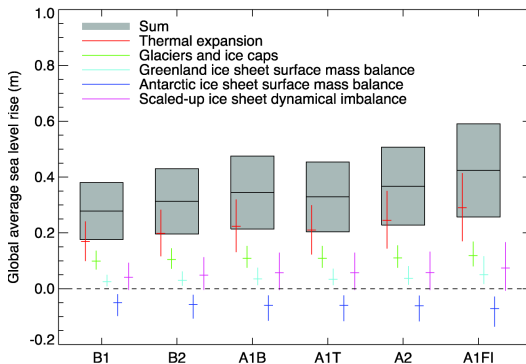 1.0
Sum
Thermal expansion
0.8
Glaciers and ice caps
Greenland ice sheet surface mass balance
Antarctic ice sheet surface mass balance
Scaled-up ice sheet dynamical imbalance
0.6
0.4
0.2
0.0
-0.2
Global average sea level rise (m)
B1 B2 A1B A1T A2 A1FI